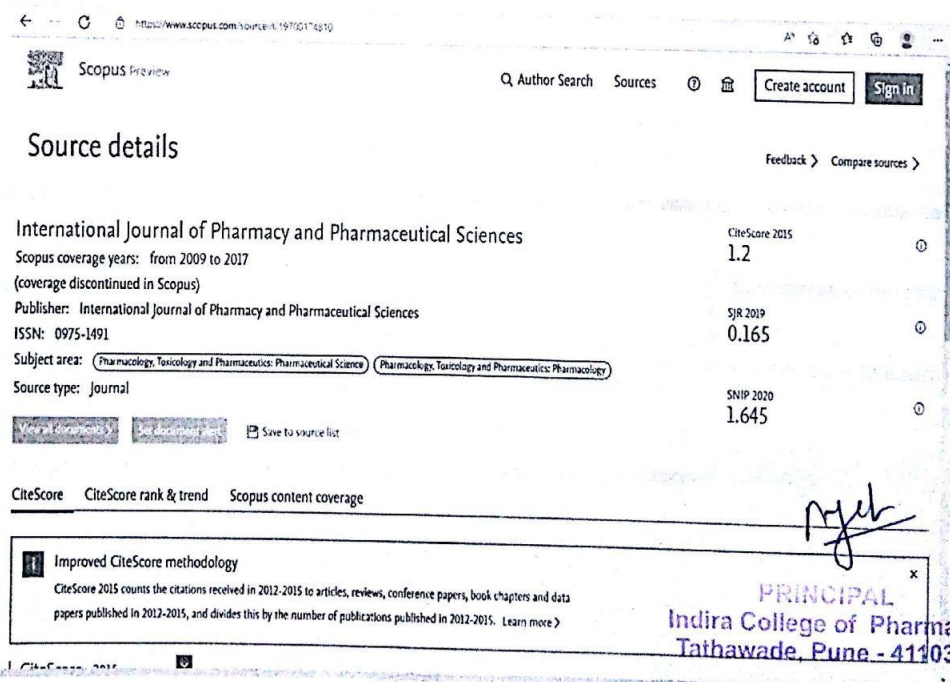 https://www.scopus.com/sourceid/19700174810
Scopus Preview
Author Search Sources Create account Sign in
Source details
Feedback Compare sources
International Journal of Pharmacy and Pharmaceutical Sciences
Scopus coverage years: from 2009 to 2017
(coverage discontinued in Scopus)
Publisher: International Journal of Pharmacy and Pharmaceutical Sciences
ISSN: 0975-1491
Subject area: Pharmacology, Toxicology and Pharmaceutics: Pharmaceutical Science Pharmacology, Toxicology and Pharmaceutics: Pharmacology
Source type: Journal
View all documents > Set document alert Save to source list
CiteScore 2015
1.2
SJR 2019
0.165
SNIP 2020
1.645
CiteScore CiteScore rank & trend Scopus content coverage
Improved CiteScore methodology
CiteScore 2015 counts the citations received in 2012-2015 to articles, reviews, conference papers, book chapters and data
papers published in 2012-2015, and divides this by the number of publications published in 2012-2015. Learn more >
PRINCIPAL
Indira College of Pharma
Tathawade, Pune - 41103